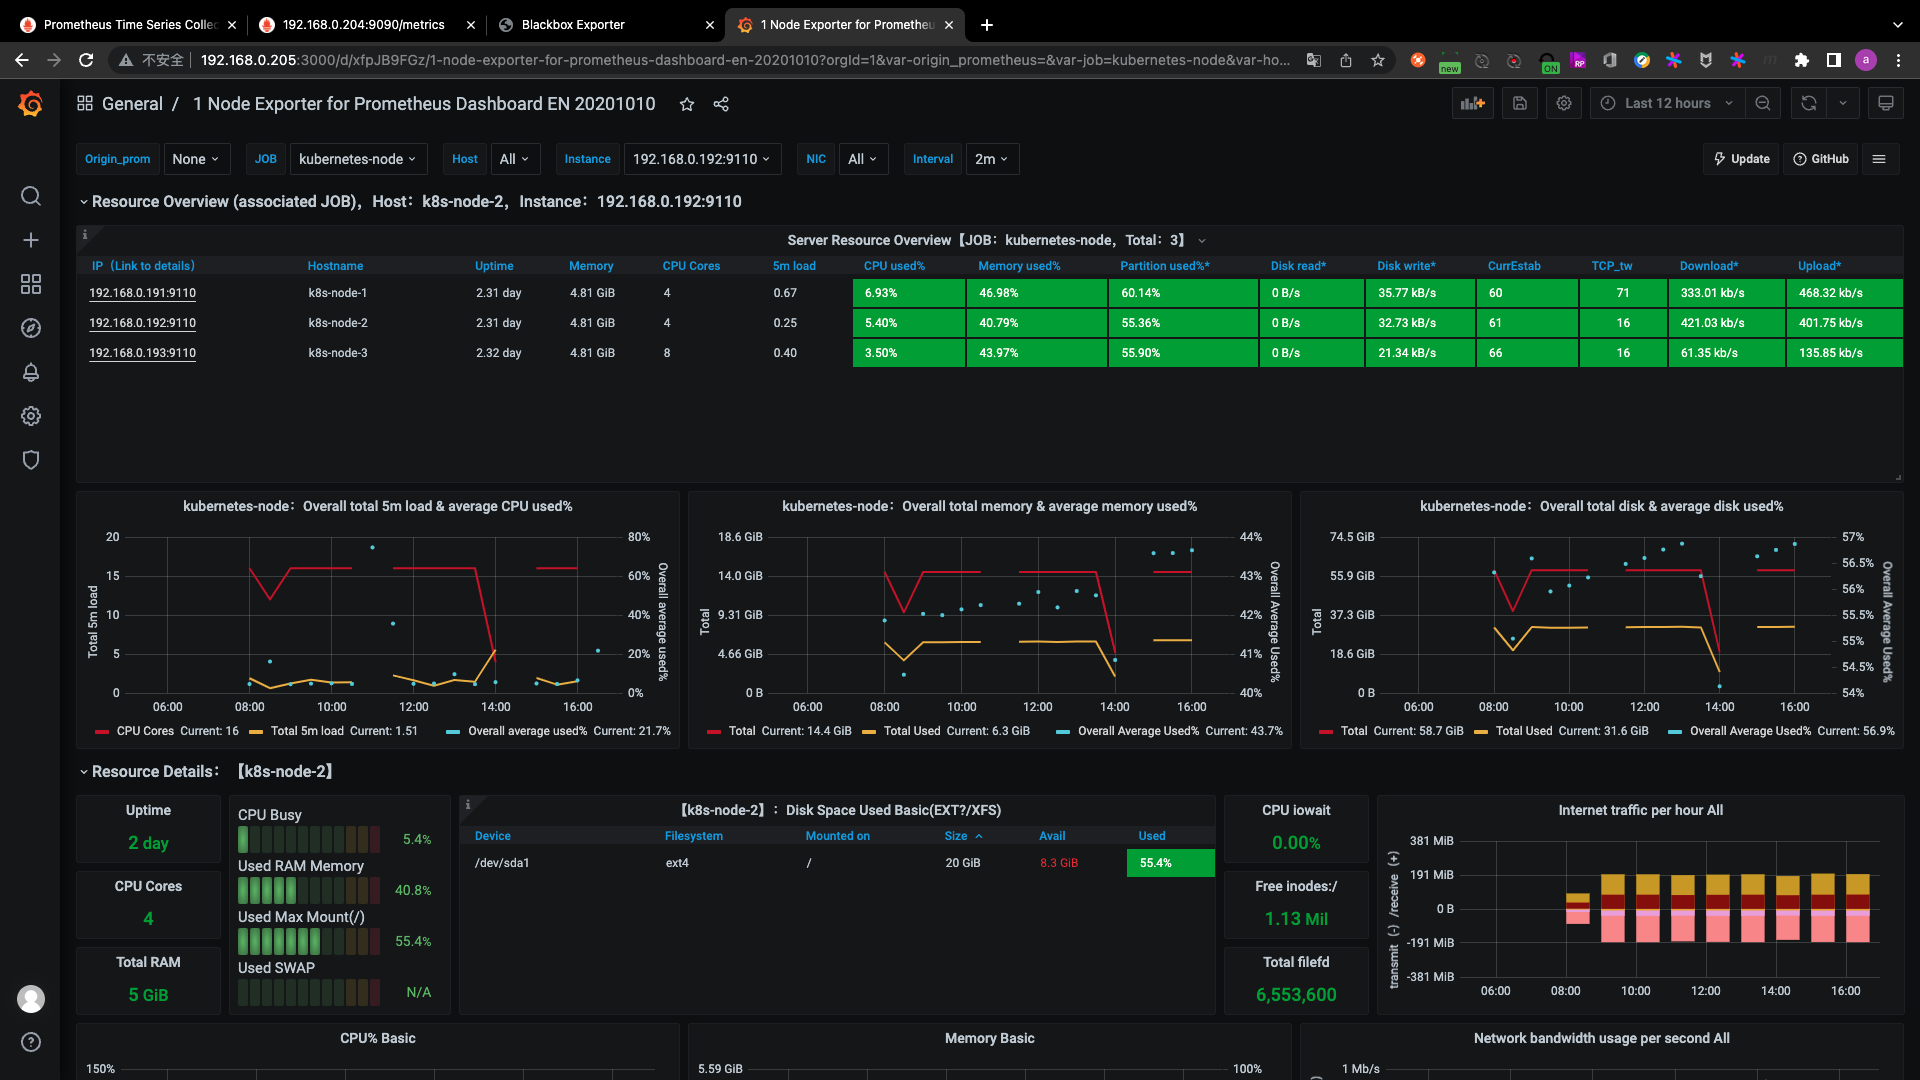 Prometheus Time Series Collec
192.168.0.204:9090/metrics
Blackbox Exporter
1 Node Exporter for Prometheu
不安全
192.168.0.205:3000/d/xfpJB9FGz/1-node-exporter-for-prometheus-dashboard-en-20201010?orgId=1&var-origin_prometheus=&var-job=kubernetes-node&var-ho...
new
ON
RP
a
General / 1 Node Exporter for Prometheus Dashboard EN 20201010
Last 12 hours
Origin_prom None JOB kubernetes-node Host All Instance 192.168.0.192:9110 NIC All Interval 2m
Update GitHub
Resource Overview (associated JOB)，Host：k8s-node-2，Instance：192.168.0.192:9110
Server Resource Overview【JOB：kubernetes-node，Total：3】
IP（Link to details） Hostname Uptime Memory CPU Cores 5m load CPU used% Memory used% Partition used%* Disk read* Disk write* CurrEstab TCP_tw Download* Upload*
192.168.0.191:9110 k8s-node-1 2.31 day 4.81 GiB 4 0.67 6.93% 46.98% 60.14% 0 B/s 35.77 kB/s 60 71 333.01 kb/s 468.32 kb/s
192.168.0.192:9110 k8s-node-2 2.31 day 4.81 GiB 4 0.25 5.40% 40.79% 55.36% 0 B/s 32.73 kB/s 61 16 421.03 kb/s 401.75 kb/s
192.168.0.193:9110 k8s-node-3 2.32 day 4.81 GiB 8 0.40 3.50% 43.97% 55.90% 0 B/s 21.34 kB/s 66 16 61.35 kb/s 135.85 kb/s
kubernetes-node：Overall total 5m load & average CPU used%
20
15
10
5
0
Total 5m load
80%
60%
40%
20%
0%
Overall average used%
06:00 08:00 10:00 12:00 14:00 16:00
CPU Cores Current: 16 Total 5m load Current: 1.51 Overall average used% Current: 21.7%
kubernetes-node：Overall total memory & average memory used%
18.6 GiB
14.0 GiB
9.31 GiB
4.66 GiB
0 B
Total
44%
43%
42%
41%
40%
Overall Average Used%
06:00 08:00 10:00 12:00 14:00 16:00
Total Current: 14.4 GiB Total Used Current: 6.3 GiB Overall Average Used% Current: 43.7%
kubernetes-node：Overall total disk & average disk used%
74.5 GiB
55.9 GiB
37.3 GiB
18.6 GiB
0 B
Total
57%
56.5%
56%
55.5%
55%
54.5%
54%
Overall Average Used%
06:00 08:00 10:00 12:00 14:00 16:00
Total Current: 58.7 GiB Total Used Current: 31.6 GiB Overall Average Used% Current: 56.9%
Resource Details：【k8s-node-2】
Uptime
2 day
CPU Cores
4
Total RAM
5 GiB
CPU Busy
5.4%
Used RAM Memory
40.8%
Used Max Mount(/)
55.4%
Used SWAP
N/A
【k8s-node-2】：Disk Space Used Basic(EXT?/XFS)
Device Filesystem Mounted on Size Avail Used
/dev/sda1 ext4 / 20 GiB 8.3 GiB 55.4%
CPU iowait
0.00%
Free inodes:/
1.13 Mil
Total filefd
6,553,600
Internet traffic per hour All
381 MiB
191 MiB
0 B
-191 MiB
-381 MiB
transmit (-) /receive (+)
06:00 08:00 10:00 12:00 14:00 16:00
CPU% Basic
150%
Memory Basic
5.59 GiB
100%
Network bandwidth usage per second All
1 Mb/s